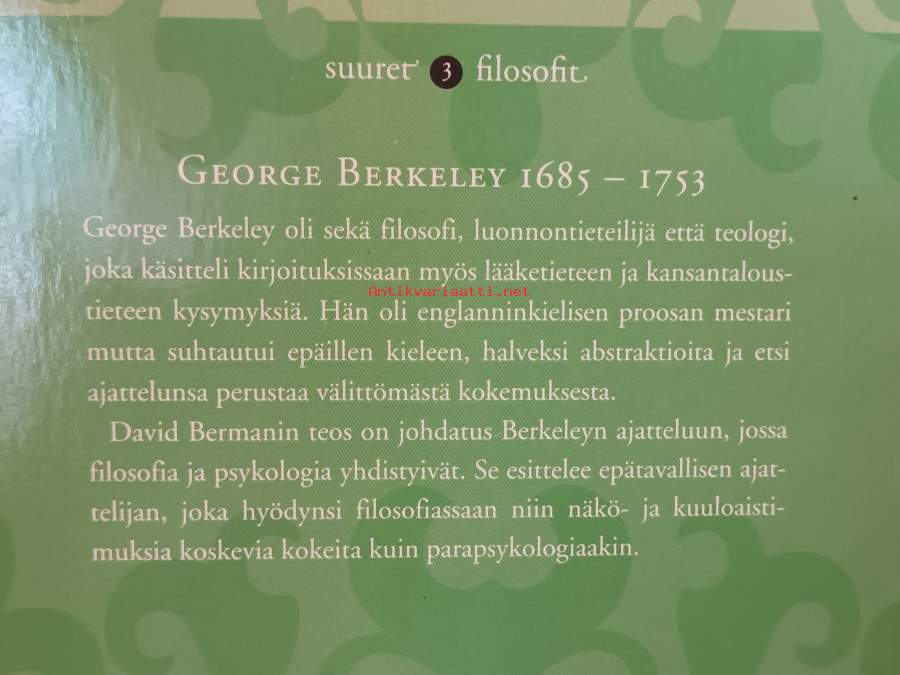 suuret 3 filosofit
GEORGE BERKELEY 1685 – 1753
George Berkeley oli sekä filosofi, luonnontieteilijä että teologi,
joka käsitteli kirjoituksissaan myös lääketieteen ja kansantalous-
Antikvariaatti.net
tieteen kysymyksiä. Hän oli englanninkielisen proosan mestari
mutta suhtautui epäillen kieleen, halveksi abstraktioita ja etsi
ajattelunsa perustaa välittömästä kokemuksesta.
David Bermanin teos on johdatus Berkeleyn ajatteluun, jossa
filosofia ja psykologia yhdistyivät. Se esittelee epätavallisen ajat-
telijan, joka hyödynsi filosofiassaan niin näkö- ja kuuloaisti-
muksia koskevia kokeita kuin parapsykologiaakin.